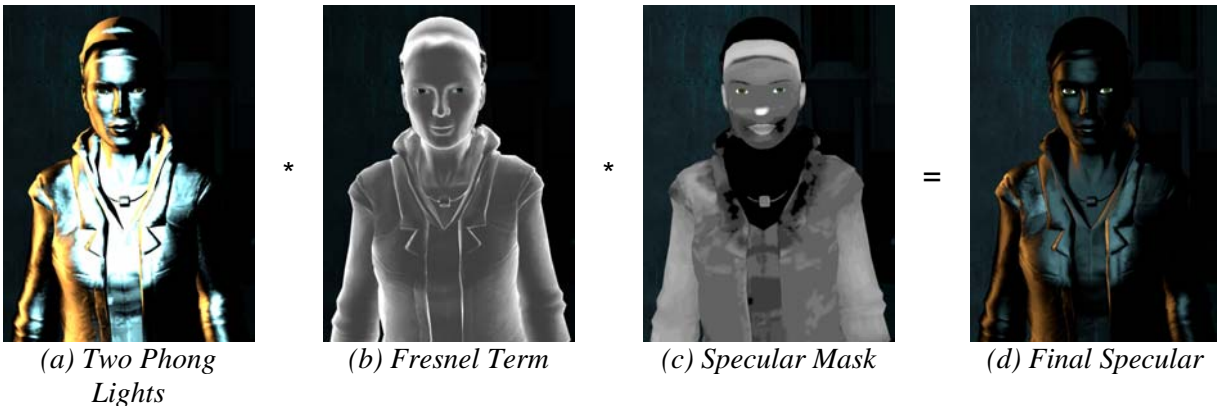 * * =
(a) Two Phong
Lights
(b) Fresnel Term
(c) Specular Mask
(d) Final Specular